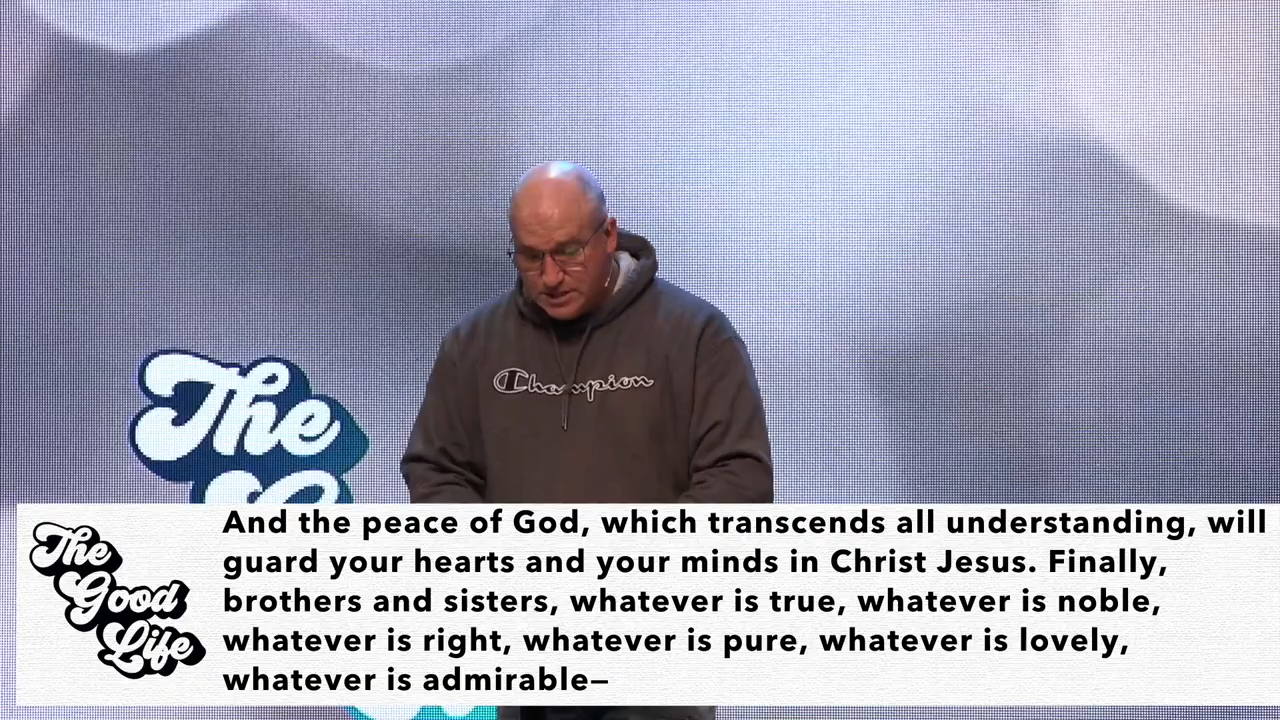 Champion
The
And the peace of God, which transcends all understanding, will
guard your hearts and your minds in Christ Jesus. Finally,
brothers and sisters, whatever is true, whatever is noble,
whatever is right, whatever is pure, whatever is lovely,
whatever is admirable—
The
Good
Life